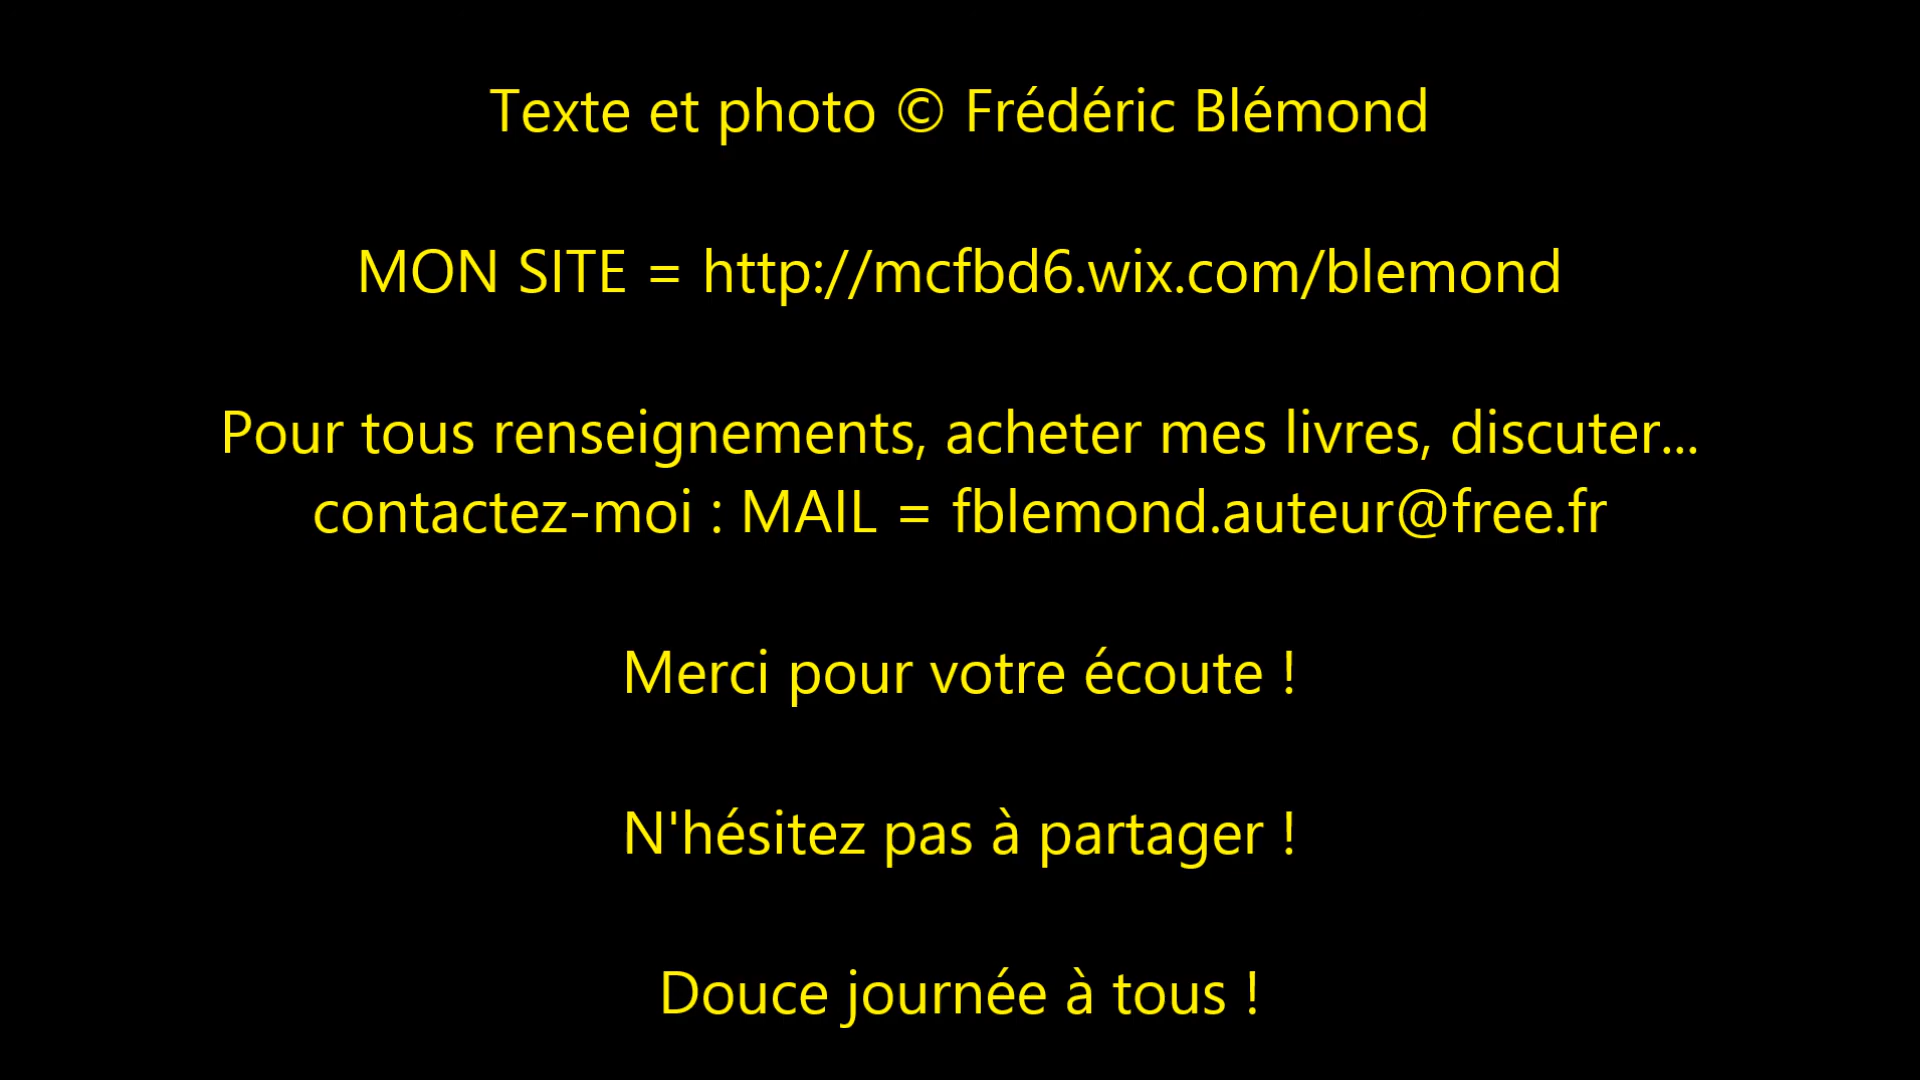 Texte et photo © Frédéric Blémond
MON SITE = http://mcfbd6.wix.com/blemond
Pour tous renseignements, acheter mes livres, discuter...
contactez-moi : MAIL = fblemond.auteur@free.fr
Merci pour votre écoute !
N'hésitez pas à partager !
Douce journée à tous !